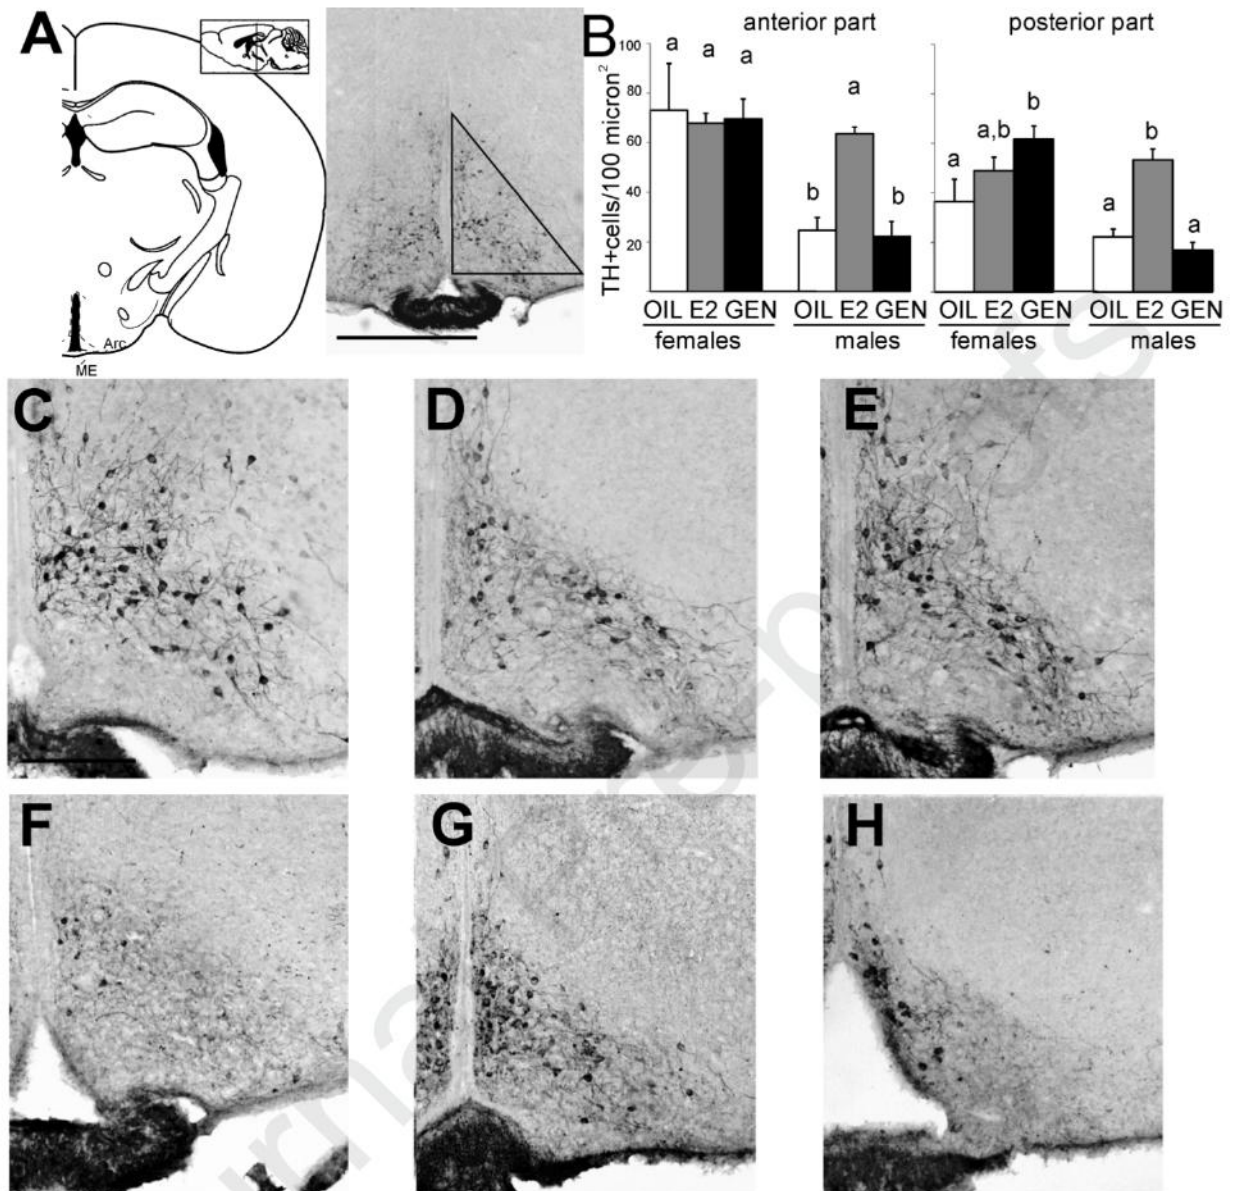 A
Arc
ME
B
anterior part
posterior part
TH+cells/100 micron²
100
80
60
40
20
a
a
a
b
a
b
a
a,b
b
a
b
a
OIL E2 GEN
OIL E2 GEN
OIL E2 GEN
OIL E2 GEN
females
males
females
males
C
D
E
F
G
H